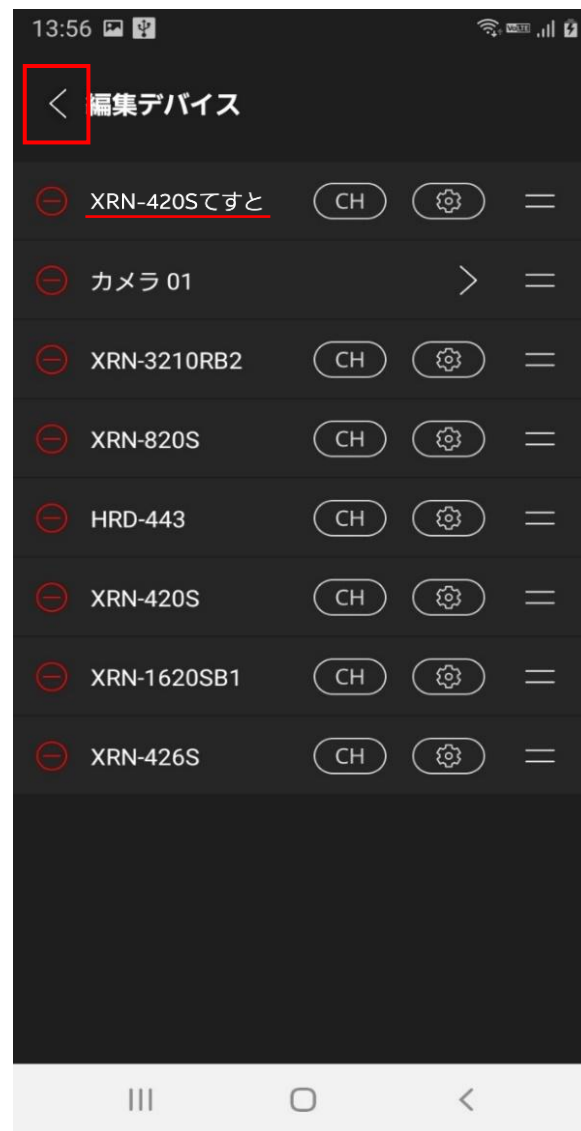 13:56
編集デバイス
XRN-420Sてすと CH
カメラ 01
XRN-3210RB2 CH
XRN-820S CH
HRD-443 CH
XRN-420S CH
XRN-1620SB1 CH
XRN-426S CH